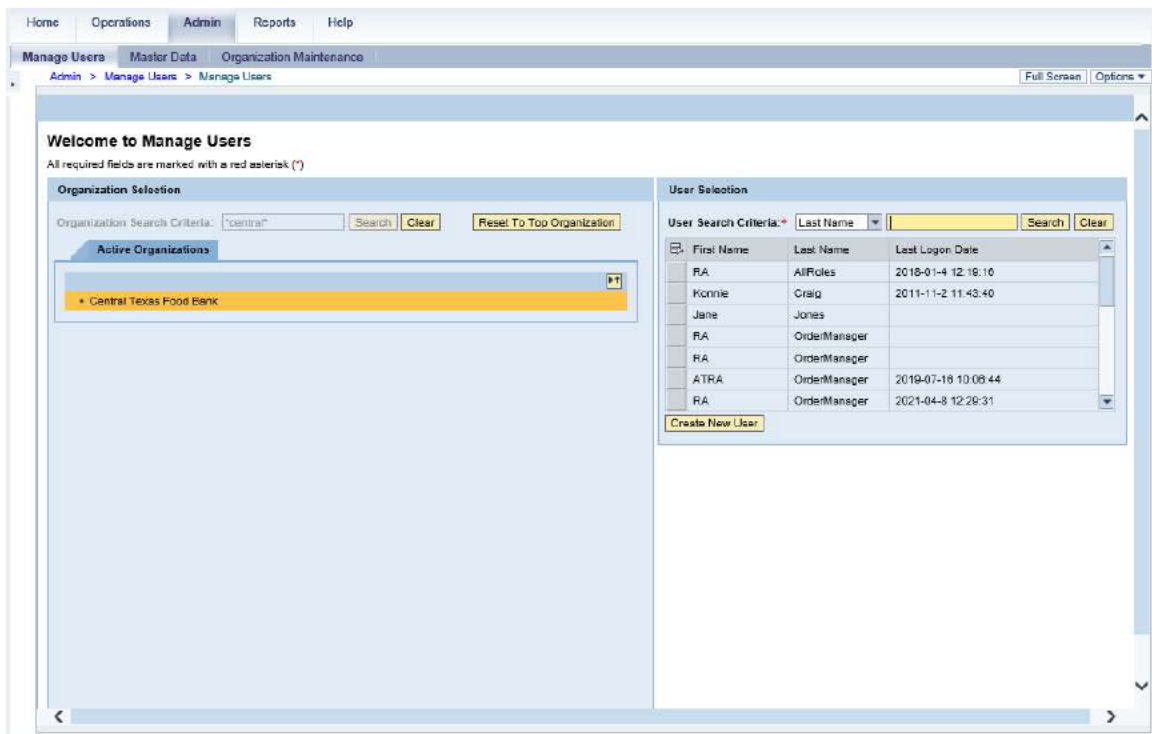 Home Operations Admin Reports Help
Manage Users Master Data Organization Maintenance
Admin > Manage Users > Manage Users Full Screen Options
Welcome to Manage Users
All required fields are marked with a red asterisk (*)
Organization Selection
Organization Search Criteria: *central* Search Clear Reset To Top Organization
Active Organizations
Central Texas Food Bank
User Selection
User Search Criteria:* Last Name Search Clear
First Name Last Name Last Logon Date
RA AllRoles 2018-01-4 12:19:16
Konnie Craig 2011-11-2 11:43:40
Jane Jones
RA OrderManager
RA OrderManager
ATRA OrderManager 2019-07-16 10:06:44
RA OrderManager 2021-04-8 12:29:31
Create New User